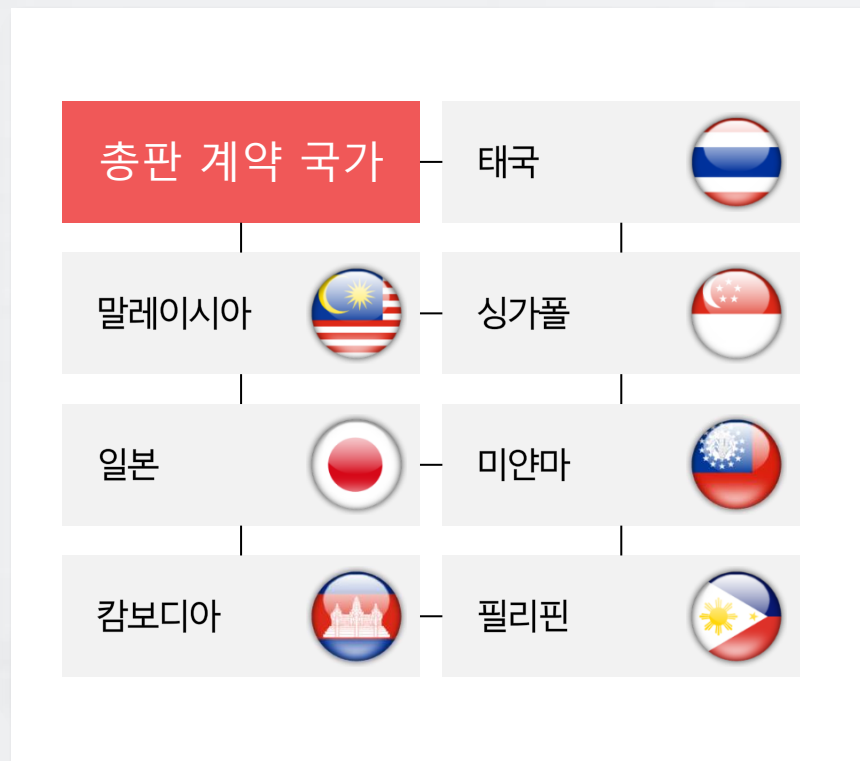 총판 계약 국가
태국
말레이시아
싱가폴
일본
미얀마
캄보디아
필리핀